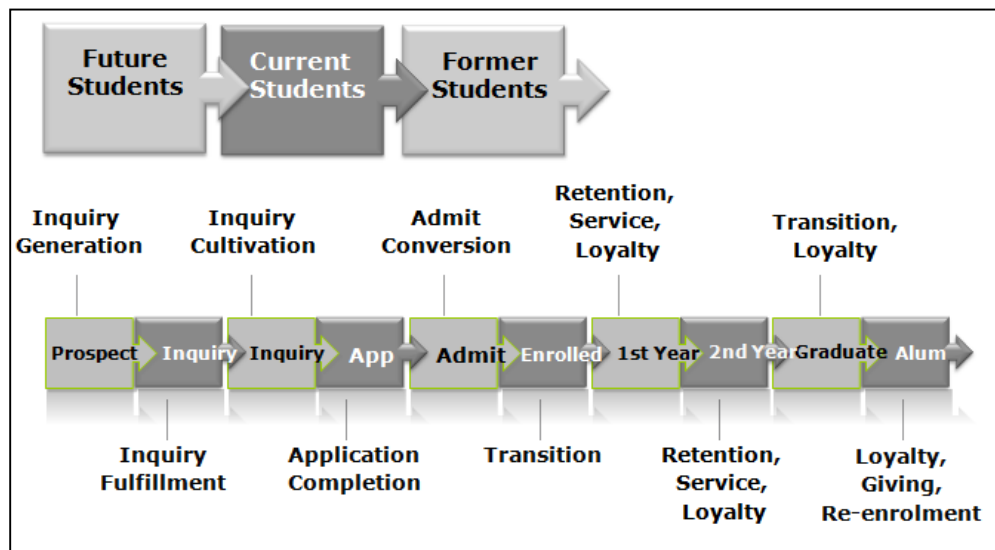 Future
Students
Current
Students
Former
Students
Inquiry
Generation
Inquiry
Cultivation
Admit
Conversion
Retention,
Service,
Loyalty
Transition,
Loyalty
Prospect
Inquiry
Inquiry
App
Admit
Enrolled
1st Year
2nd Year
Graduate
Alum
Inquiry
Fulfillment
Application
Completion
Transition
Retention,
Service,
Loyalty
Loyalty,
Giving,
Re-enrolment